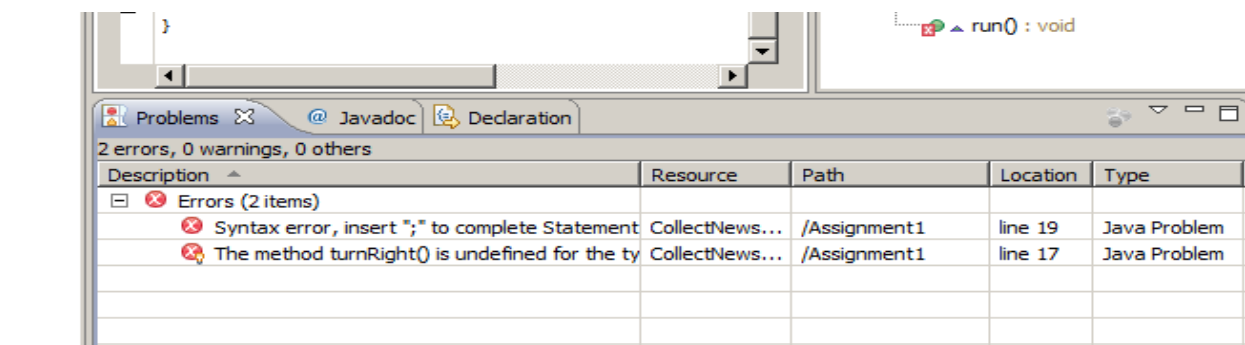 }
run() : void
Problems @ Javadoc Declaration
2 errors, 0 warnings, 0 others
Description Resource Path Location Type
Errors (2 items)
Syntax error, insert ";" to complete Statement CollectNews... /Assignment1 line 19 Java Problem
The method turnRight() is undefined for the ty CollectNews... /Assignment1 line 17 Java Problem